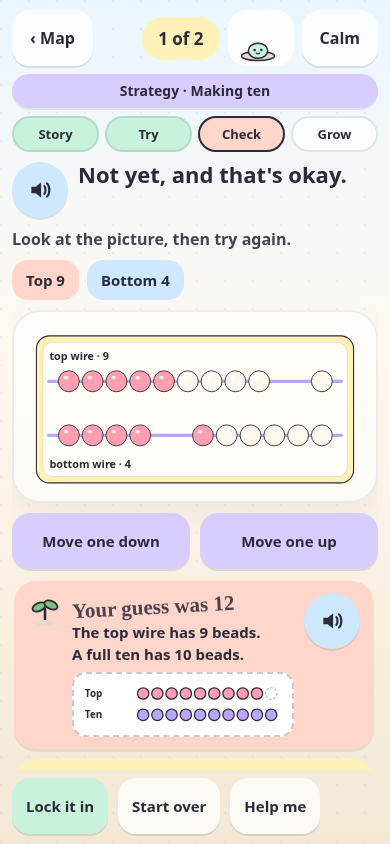 ‹ Map
1 of 2
Calm
Strategy · Making ten
Story
Try
Check
Grow
Not yet, and that's okay.
Look at the picture, then try again.
Top 9
Bottom 4
top wire · 9
bottom wire · 4
Move one down
Move one up
Your guess was 12
The top wire has 9 beads.
A full ten has 10 beads.
Top
Ten
Lock it in
Start over
Help me